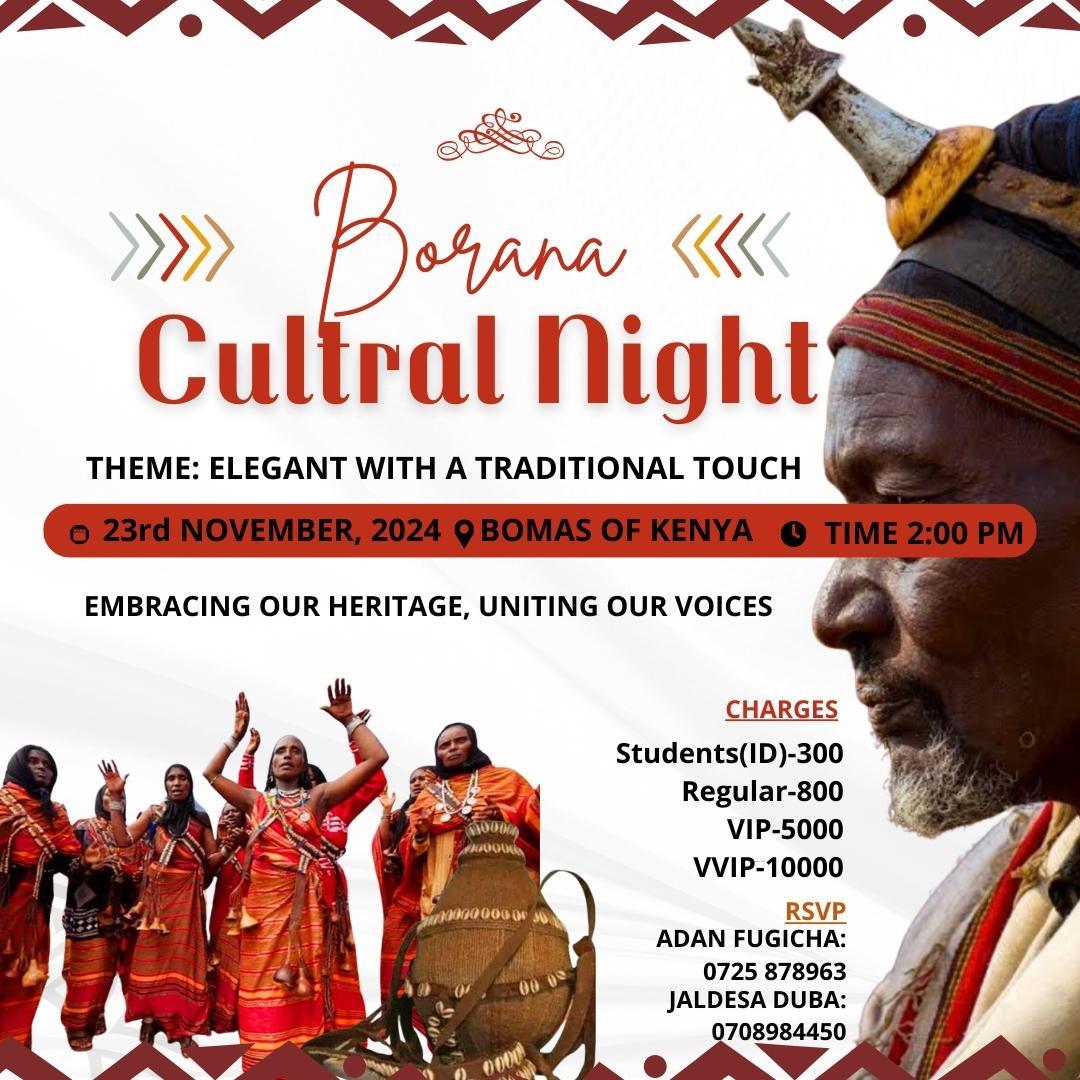 Borana
Cultral Night
THEME: ELEGANT WITH A TRADITIONAL TOUCH
23rd NOVEMBER, 2024 BOMAS OF KENYA TIME 2:00 PM
EMBRACING OUR HERITAGE, UNITING OUR VOICES
CHARGES
Students(ID)-300
Regular-800
VIP-5000
VVIP-10000
RSVP
ADAN FUGICHA:
0725 878963
JALDESA DUBA:
0708984450